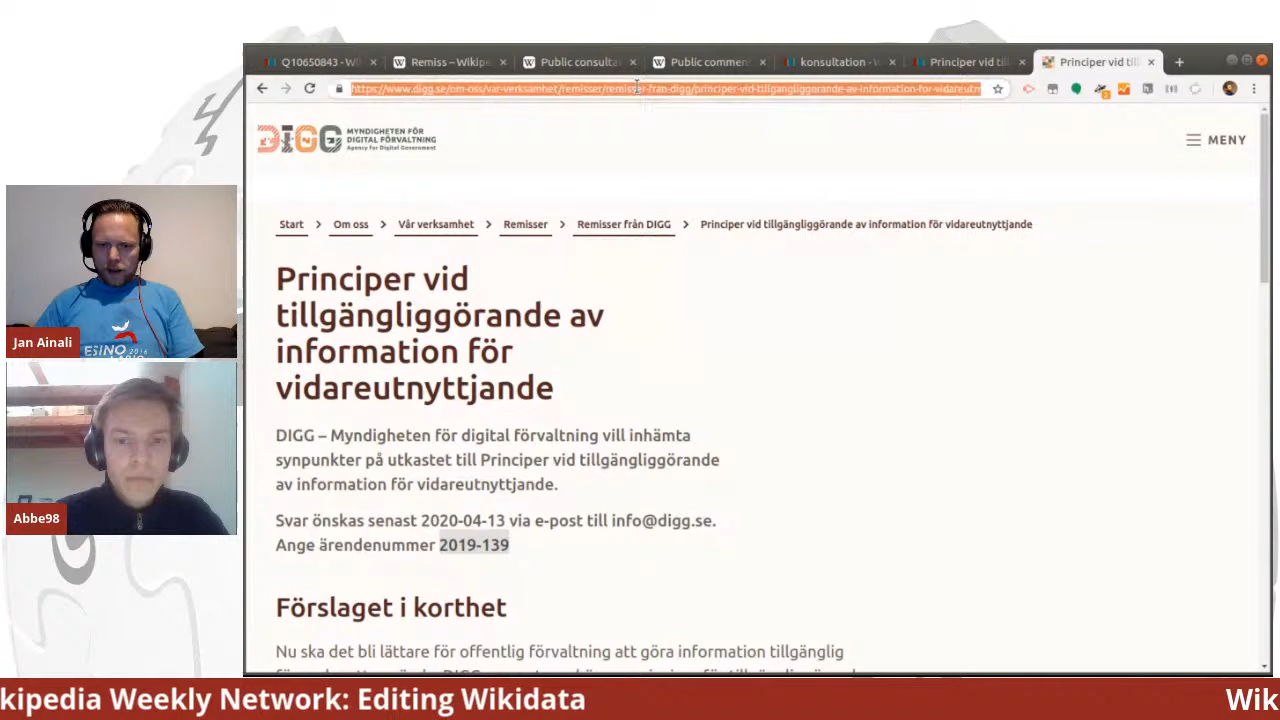 Q10650843 - Wi
Remiss – Wikipe
Public consulta
Public commen
konsultation - W
Principer vid til
Principer vid til
https://www.digg.se/om-oss/var-verksamhet/remisser/remisser-fran-digg/principer-vid-tillgangliggorande-av-information-for-vidareutn
DIGG
MYNDIGHETEN FÖR
DIGITAL FÖRVALTNING
Agency for Digital Government
MENY
Start > Om oss > Vår verksamhet > Remisser > Remisser från DIGG > Principer vid tillgängliggörande av information för vidareutnyttjande
Principer vid
tillgängliggörande av
information för
vidareutnyttjande
DIGG – Myndigheten för digital förvaltning vill inhämta
synpunkter på utkastet till Principer vid tillgängliggörande
av information för vidareutnyttjande.
Svar önskas senast 2020-04-13 via e-post till info@digg.se.
Ange ärendenummer 2019-139
Förslaget i korthet
Nu ska det bli lättare för offentlig förvaltning att göra information tillgänglig
Jan Ainali
ESINO
2016
Abbe98
kipedia Weekly Network: Editing Wikidata
Wik